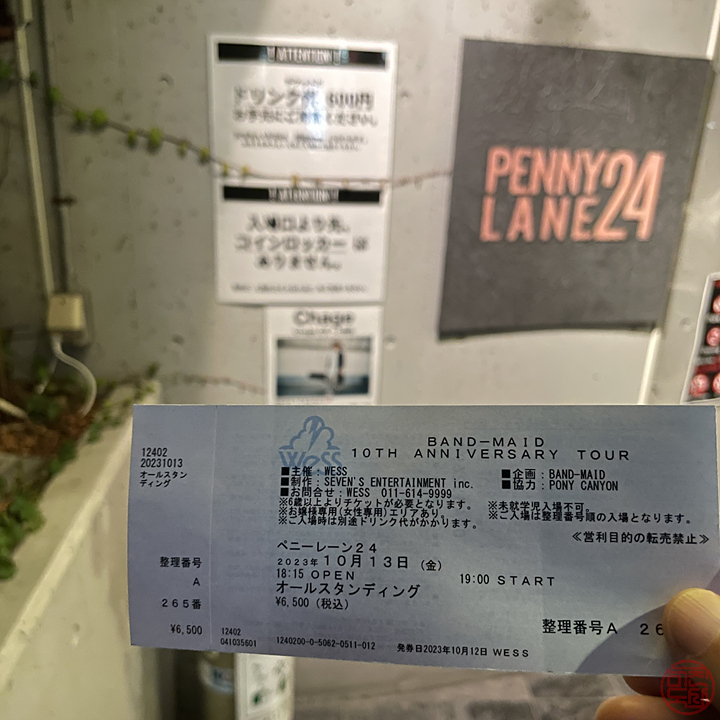 ATTENTION
ドリンク代 600円
ATTENTION
入場口より先、
コインロッカーは
ありません。
PENNY
LANE24
Chage
12402
20231013
オールスタン
ディング
整理番号
A
265番
¥6,500
WESS
BAND-MAID
10TH ANNIVERSARY TOUR
■主催:WESS
■制作:SEVEN'S ENTERTAINMENT inc.
■お問合せ:WESS 011-614-9999
■企画:BAND-MAID
■協力:PONY CANYON
※6歳以上よりチケットが必要となります。 ※未就学児入場不可。
※お嬢様専用(女性専用)エリアあり。 ※ご入場は整理番号順の入場となります。
※ご入場時は別途ドリンク代がかかります。
≪営利目的の転売禁止≫
ペニーレーン24
2023年10月13日(金)
18:15 OPEN 19:00 START
オールスタンディング
¥6,500(税込)
整理番号A 26
12402
041035601 1240200-0-5062-0511-012 発券日2023年10月12日 WESS